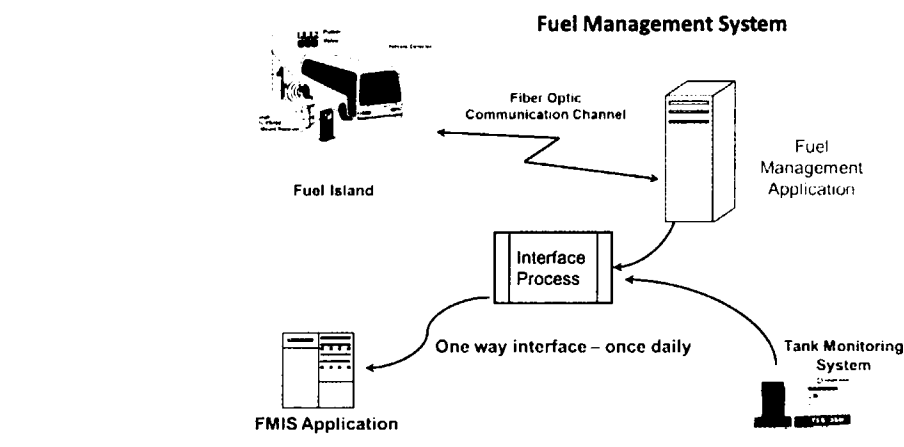 Fuel Management System
Fiber Optic
Communication Channel
Fuel
Management
Application
Fuel Island
Interface
Process
One way interface – once daily
Tank Monitoring
System
FMIS Application